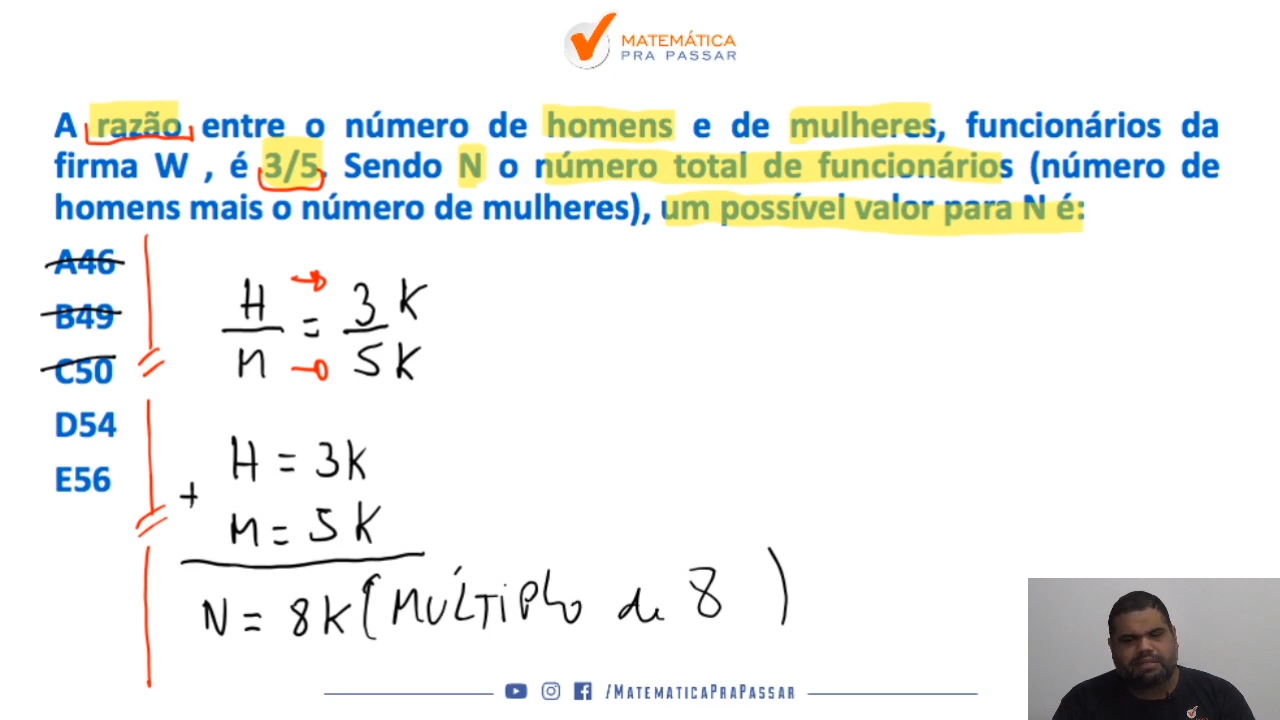 MATEMÁTICA
PRA PASSAR
A razão entre o número de homens e de mulheres, funcionários da
firma W , é 3/5. Sendo N o número total de funcionários (número de
homens mais o número de mulheres), um possível valor para N é:
A46
B49
C50
D54
E56
H = 3K
M 5K
H = 3K
+
M = 5K
N = 8K (MÚLTIPLO de 8 )
/MATEMATICAPRAPASSAR